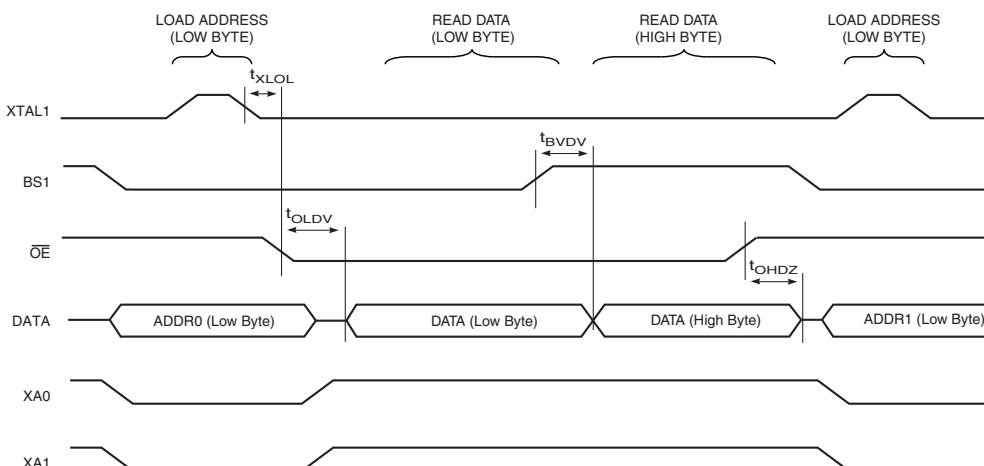 LOAD ADDRESS
(LOW BYTE)
READ DATA
(LOW BYTE)
READ DATA
(HIGH BYTE)
LOAD ADDRESS
(LOW BYTE)
tXLOL
XTAL1
tBVDV
BS1
tOLDV
OE
tOHDZ
DATA
ADDR0 (Low Byte)
DATA (Low Byte)
DATA (High Byte)
ADDR1 (Low Byte)
XA0
XA1